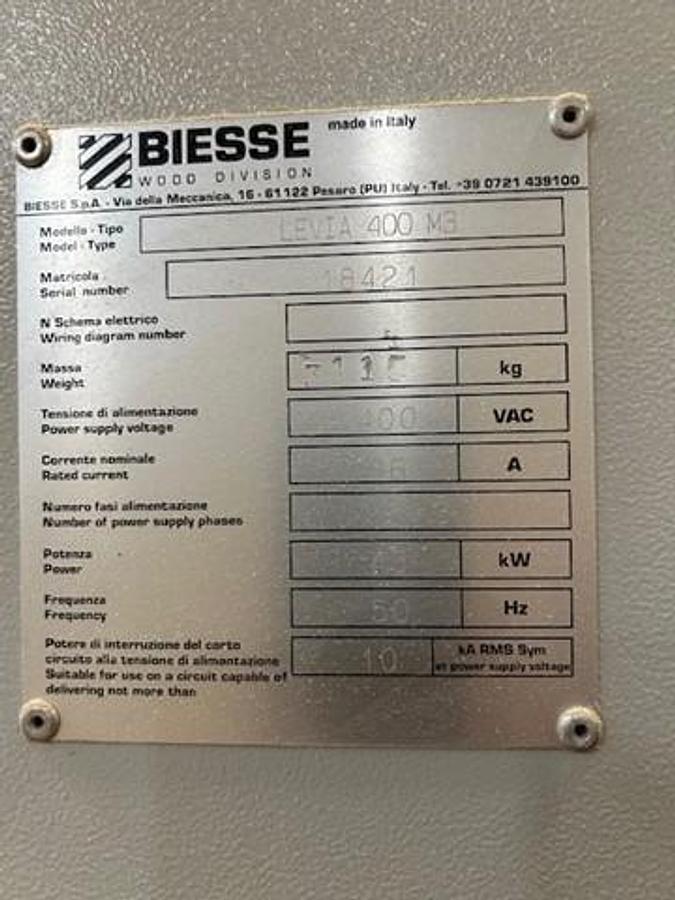 BIESSE
made in Italy
WOOD DIVISION
BIESSE S.p.A. - Via della Meccanica, 16 - 61122 Pesaro (PU) Italy - Tel. +39 0721 439100
Modello - Tipo
Model - Type
LEVIA 400 M3
Matricola
Serial number
18421
N Schema elettrico
Wiring diagram number
Massa
Weight
kg
Tensione di alimentazione
Power supply voltage
400
VAC
Corrente nominale
Rated current
A
Numero fasi alimentazione
Number of power supply phases
Potenza
Power
kW
Frequenza
Frequency
50
Hz
Potere di interruzione del corto
circuito alla tensione di alimantazione
Suitable for use on a circuit capable of
delivering not more than
10
kA RMS Sym
at power supply voltage